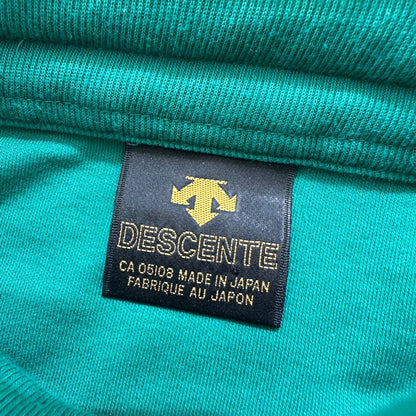 DESCENTE
CA 05108 MADE IN JAPAN
FABRIQUE AU JAPON